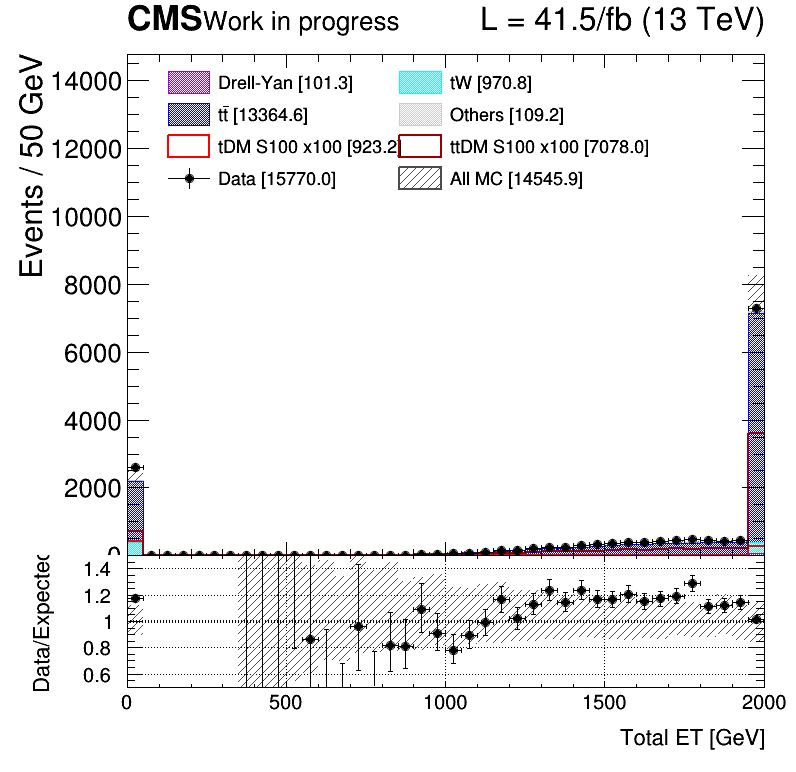 CMS Work in progress L = 41.5/fb (13 TeV)
Events / 50 GeV
14000
12000
10000
8000
6000
4000
2000
0
Drell-Yan [101.3]
tW [970.8]
tt̄ [13364.6]
Others [109.2]
tDM S100 x100 [923.2]
ttDM S100 x100 [7078.0]
Data [15770.0]
All MC [14545.9]
Data/Expected
1.4
1.2
1
0.8
0.6
0 500 1000 1500 2000
Total ET [GeV]